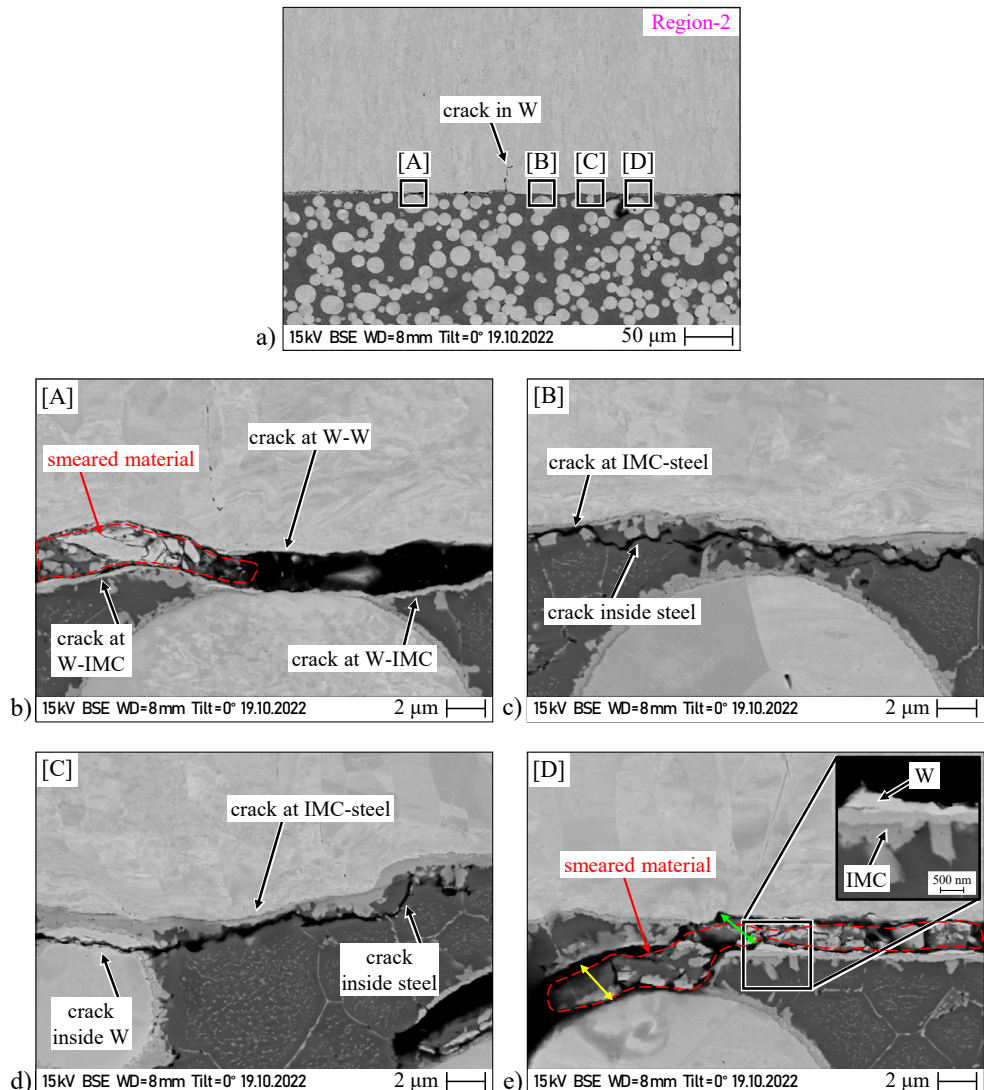 Region-2
crack in W
[A]
[B]
[C]
[D]
a)
15kV BSE WD=8mm Tilt=0° 19.10.2022
50 μm
[A]
crack at W-W
smeared material
crack at
W-IMC
crack at W-IMC
b)
15kV BSE WD=8mm Tilt=0° 19.10.2022
2 μm
[B]
crack at IMC-steel
crack inside steel
c)
15kV BSE WD=8mm Tilt=0° 19.10.2022
2 μm
[C]
crack at IMC-steel
crack
inside steel
crack
inside W
d)
15kV BSE WD=8mm Tilt=0° 19.10.2022
2 μm
[D]
W
smeared material
IMC
500 nm
e)
15kV BSE WD=8mm Tilt=0° 19.10.2022
2 μm